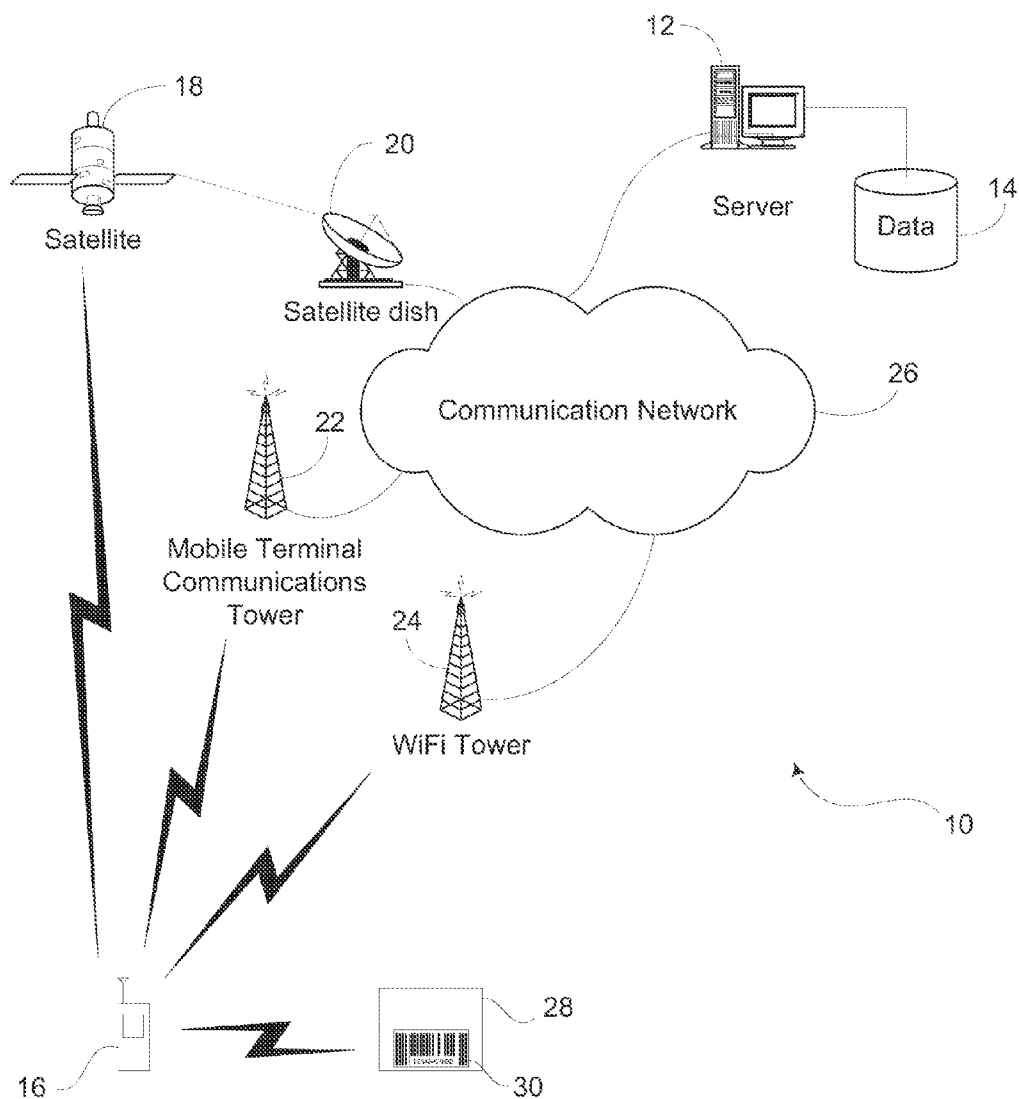 12
18
20
Server
14
Data
Satellite
Satellite dish
26
Communication Network
22
Mobile Terminal
Communications
Tower
24
WiFi Tower
10
28
16
30